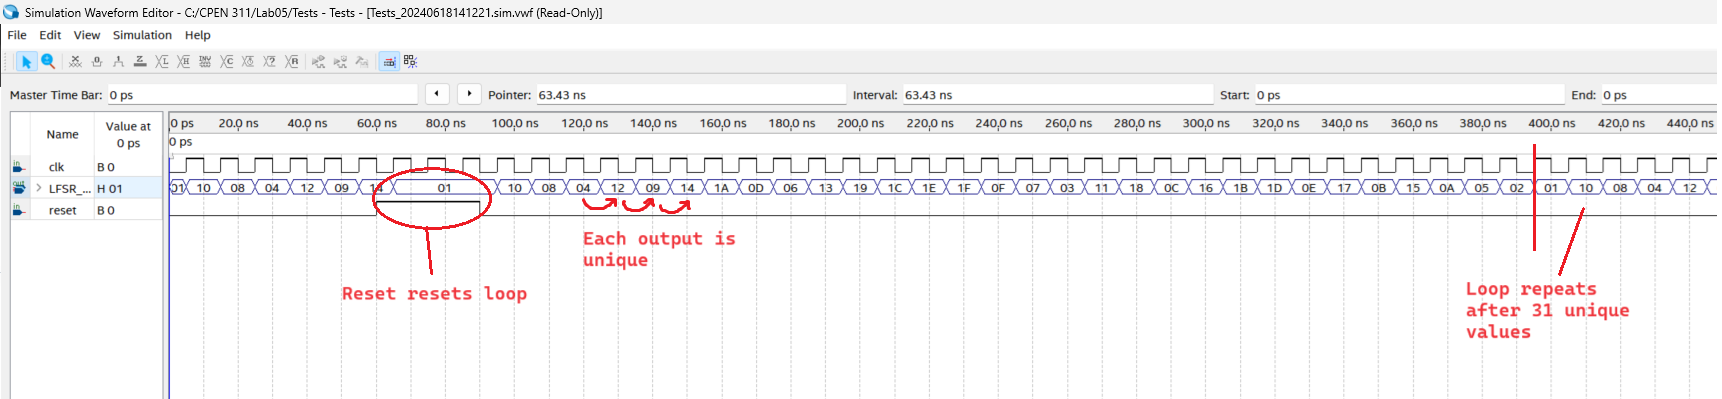 Simulation Waveform Editor - C:/CPEN 311/Lab05/Tests - Tests - [Tests_20240618141221.sim.vwf (Read-Only)]
File Edit View Simulation Help
Master Time Bar: 0 ps Pointer: 63.43 ns Interval: 63.43 ns Start: 0 ps End: 0 ps
Name Value at 0 ps
0 ps 20.0 ns 40.0 ns 60.0 ns 80.0 ns 100.0 ns 120.0 ns 140.0 ns 160.0 ns 180.0 ns 200.0 ns 220.0 ns 240.0 ns 260.0 ns 280.0 ns 300.0 ns 320.0 ns 340.0 ns 360.0 ns 380.0 ns 400.0 ns 420.0 ns 440.0 ns
0 ps
clk B 0
LFSR_... H 01 01 10 08 04 12 09 14 01 10 08 04 12 09 14 1A 0D 06 13 19 1C 1E 1F 0F 07 03 11 18 0C 16 1B 1D 0E 17 0B 15 0A 05 02 01 10 08 04 12
reset B 0
Each output is
unique
Reset resets loop
Loop repeats
after 31 unique
values